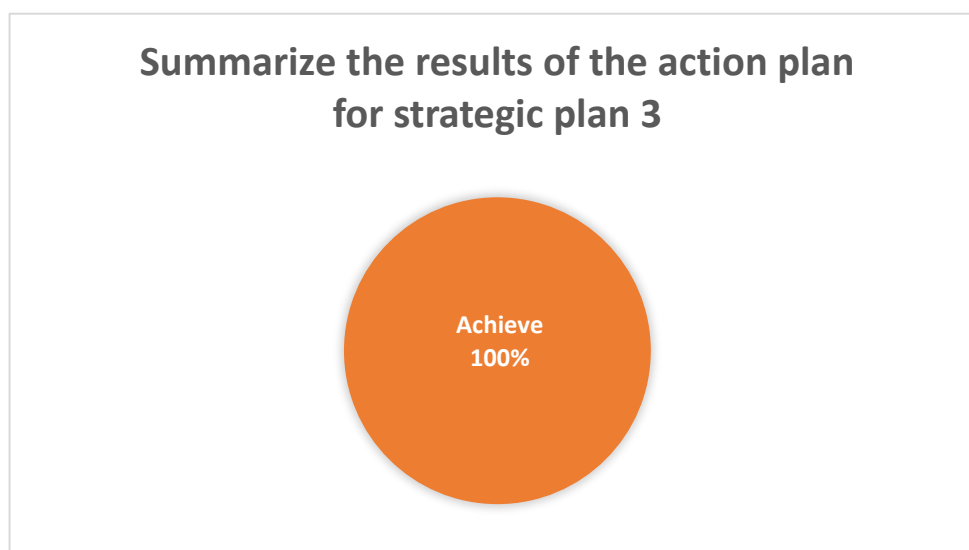 Summarize the results of the action plan
for strategic plan 3
Achieve
100%